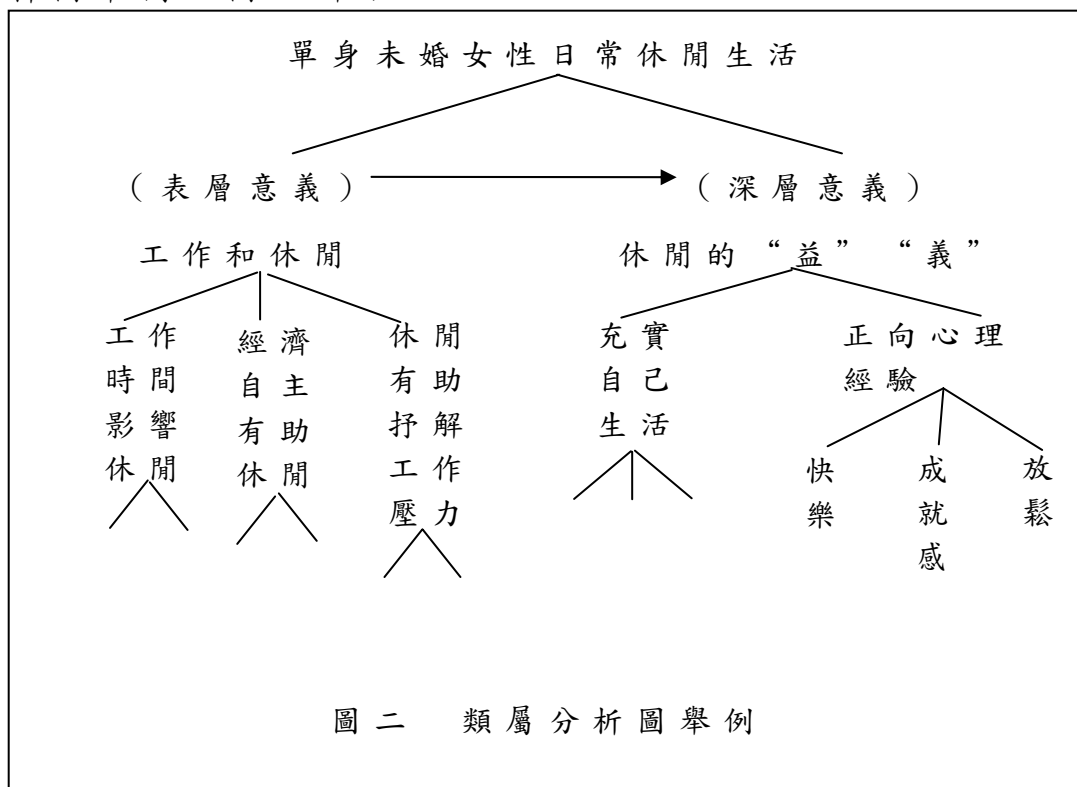 單身未婚女性日常休閒生活
（表層意義）
（深層意義）
工作和休閒
休閒的“益”“義”
工作
時間
影響
休閒
經濟
自主
有助
休閒
休閒
有助
抒解
工作
壓力
充實
自己
生活
正向心理
經驗
快
樂
成
就
感
放
鬆
圖二 類屬分析圖舉例